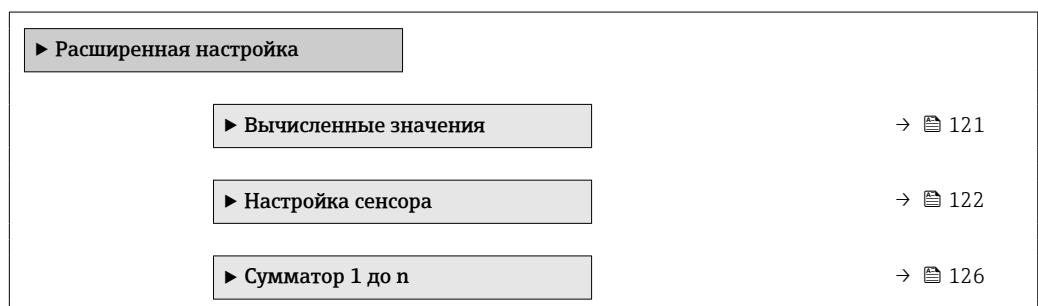 ▶ Расширенная настройка
▶ Вычисленные значения → 🖹 121
▶ Настройка сенсора → 🖹 122
▶ Сумматор 1 до n → 🖹 126